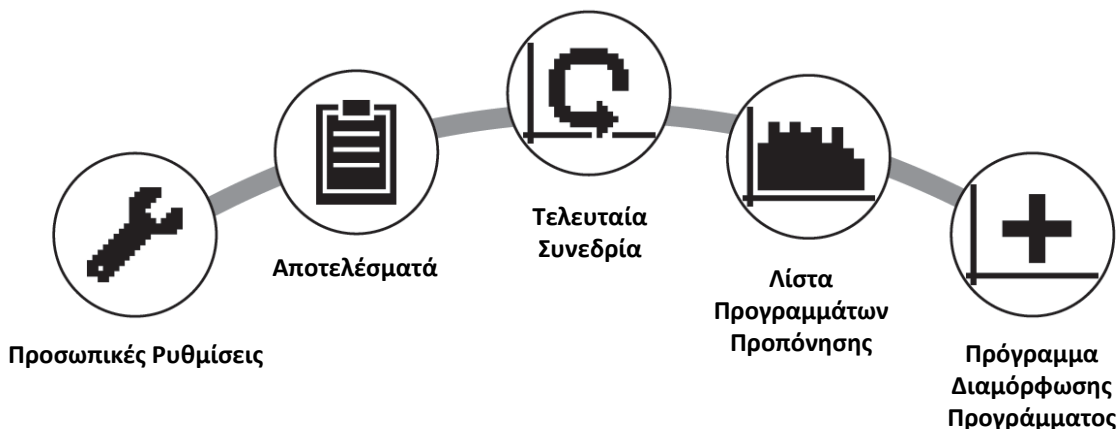 Προσωπικές Ρυθμίσεις
Αποτελέσματά
Τελευταία
Συνεδρία
Λίστα
Προγραμμάτων
Προπόνησης
Πρόγραμμα
Διαμόρφωσης
Προγράμματος